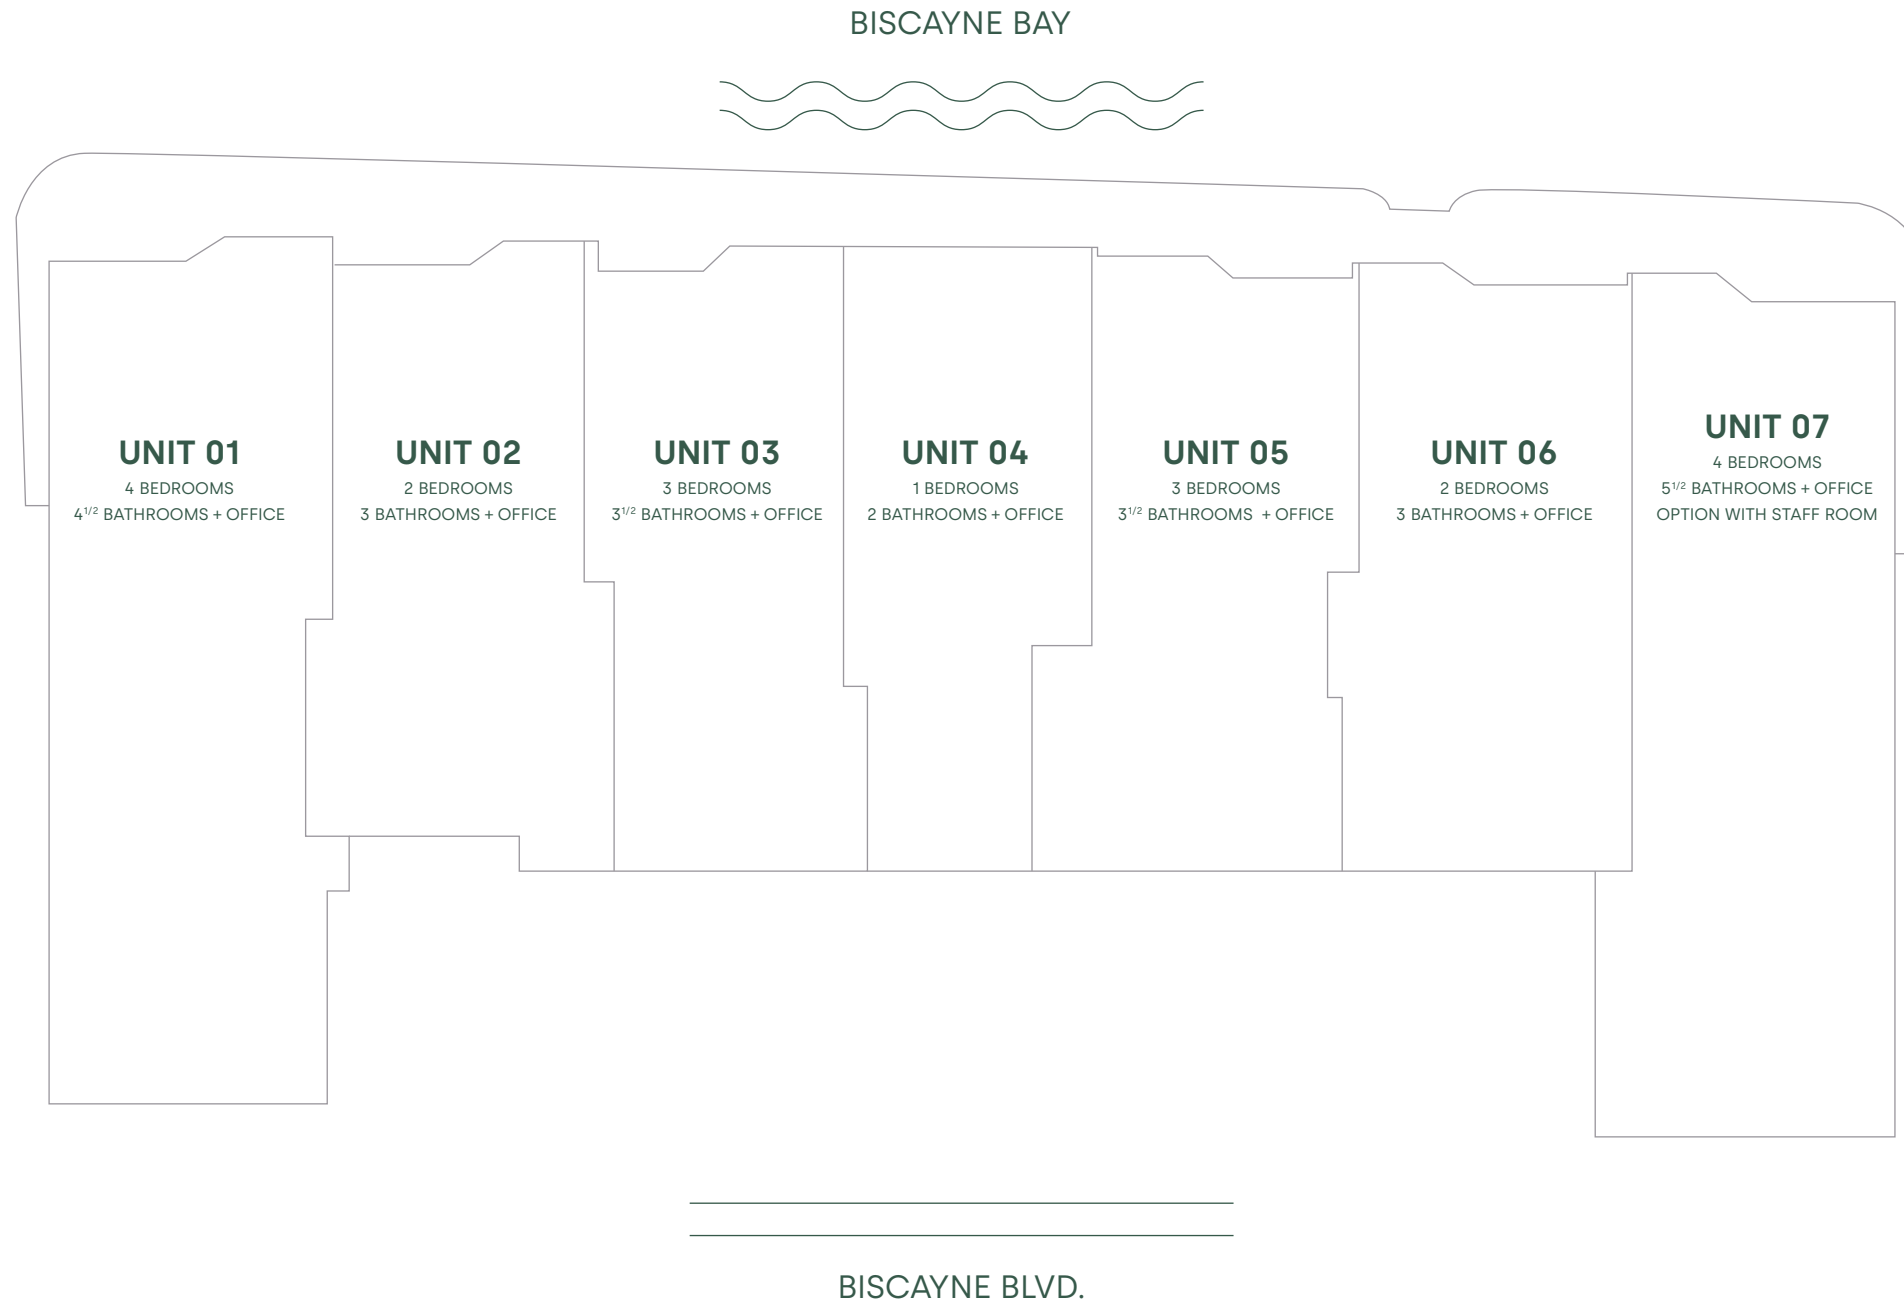 BISCAYNE BAY
UNIT 01
4 BEDROOMS
4 1/2 BATHROOMS + OFFICE
UNIT 02
2 BEDROOMS
3 BATHROOMS + OFFICE
UNIT 03
3 BEDROOMS
3 1/2 BATHROOMS + OFFICE
UNIT 04
1 BEDROOMS
2 BATHROOMS + OFFICE
UNIT 05
3 BEDROOMS
3 1/2 BATHROOMS + OFFICE
UNIT 06
2 BEDROOMS
3 BATHROOMS + OFFICE
UNIT 07
4 BEDROOMS
5 1/2 BATHROOMS + OFFICE
OPTION WITH STAFF ROOM
BISCAYNE BLVD.